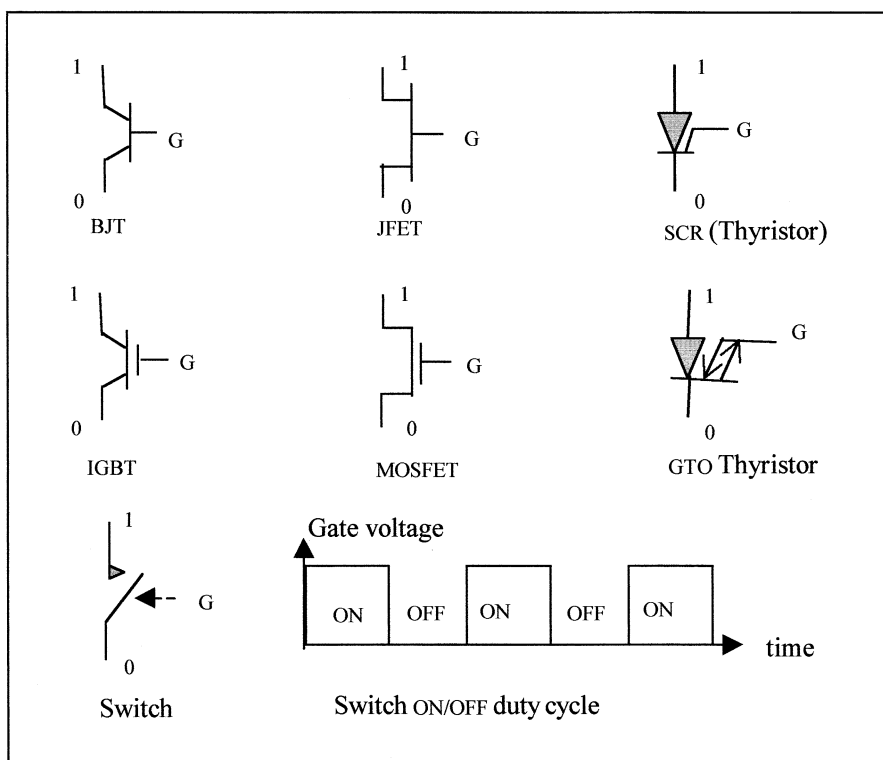 1
G
0
BJT
1
G
0
JFET
1
G
0
SCR (Thyristor)
1
G
0
IGBT
1
G
0
MOSFET
1
G
0
GTO Thyristor
1
G
0
Switch
Gate voltage
ON OFF ON OFF ON
time
Switch ON/OFF duty cycle